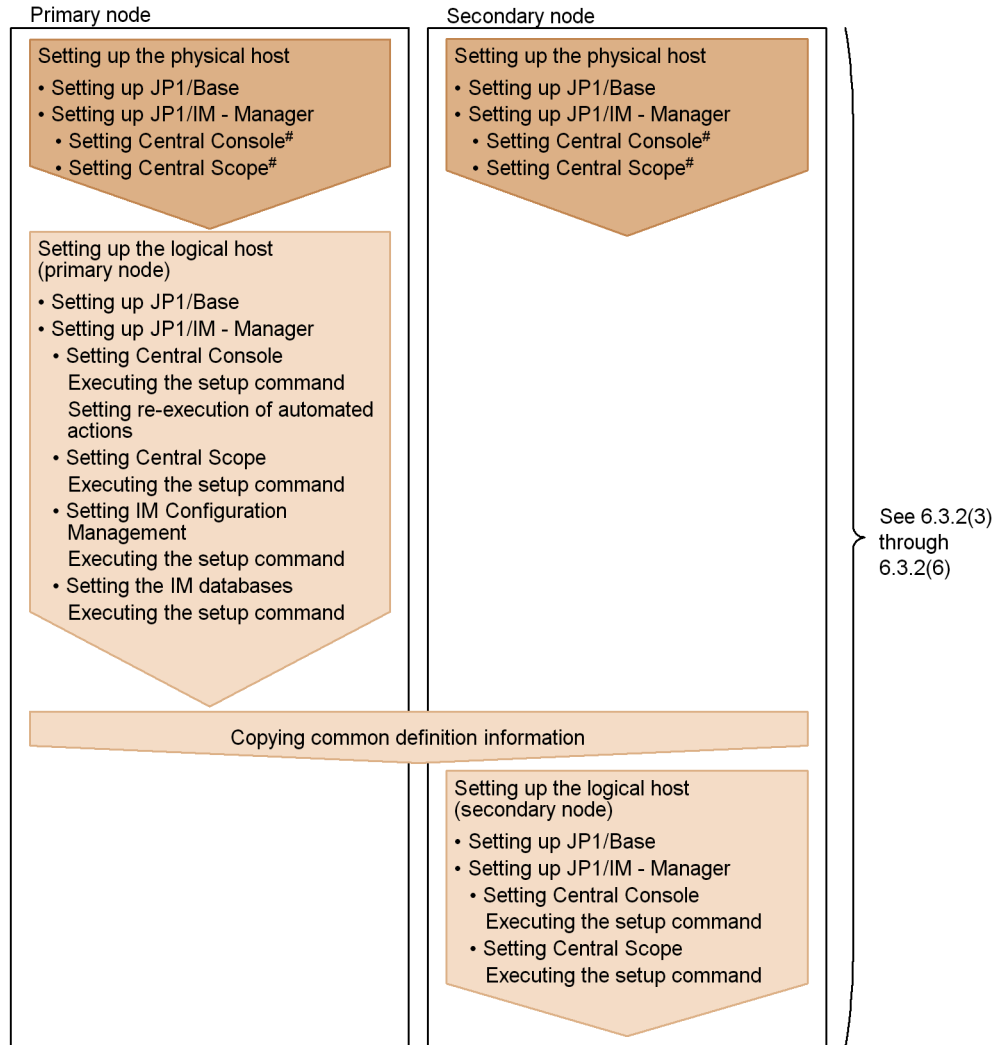 Primary node
Setting up the physical host
• Setting up JP1/Base
• Setting up JP1/IM - Manager
• Setting Central Console#
• Setting Central Scope#
Setting up the logical host
(primary node)
• Setting up JP1/Base
• Setting up JP1/IM - Manager
• Setting Central Console
Executing the setup command
Setting re-execution of automated
actions
• Setting Central Scope
Executing the setup command
• Setting IM Configuration
Management
Executing the setup command
• Setting the IM databases
Executing the setup command
Secondary node
Setting up the physical host
• Setting up JP1/Base
• Setting up JP1/IM - Manager
• Setting Central Console#
• Setting Central Scope#
Copying common definition information
Setting up the logical host
(secondary node)
• Setting up JP1/Base
• Setting up JP1/IM - Manager
• Setting Central Console
Executing the setup command
• Setting Central Scope
Executing the setup command
See 6.3.2(3)
through
6.3.2(6)